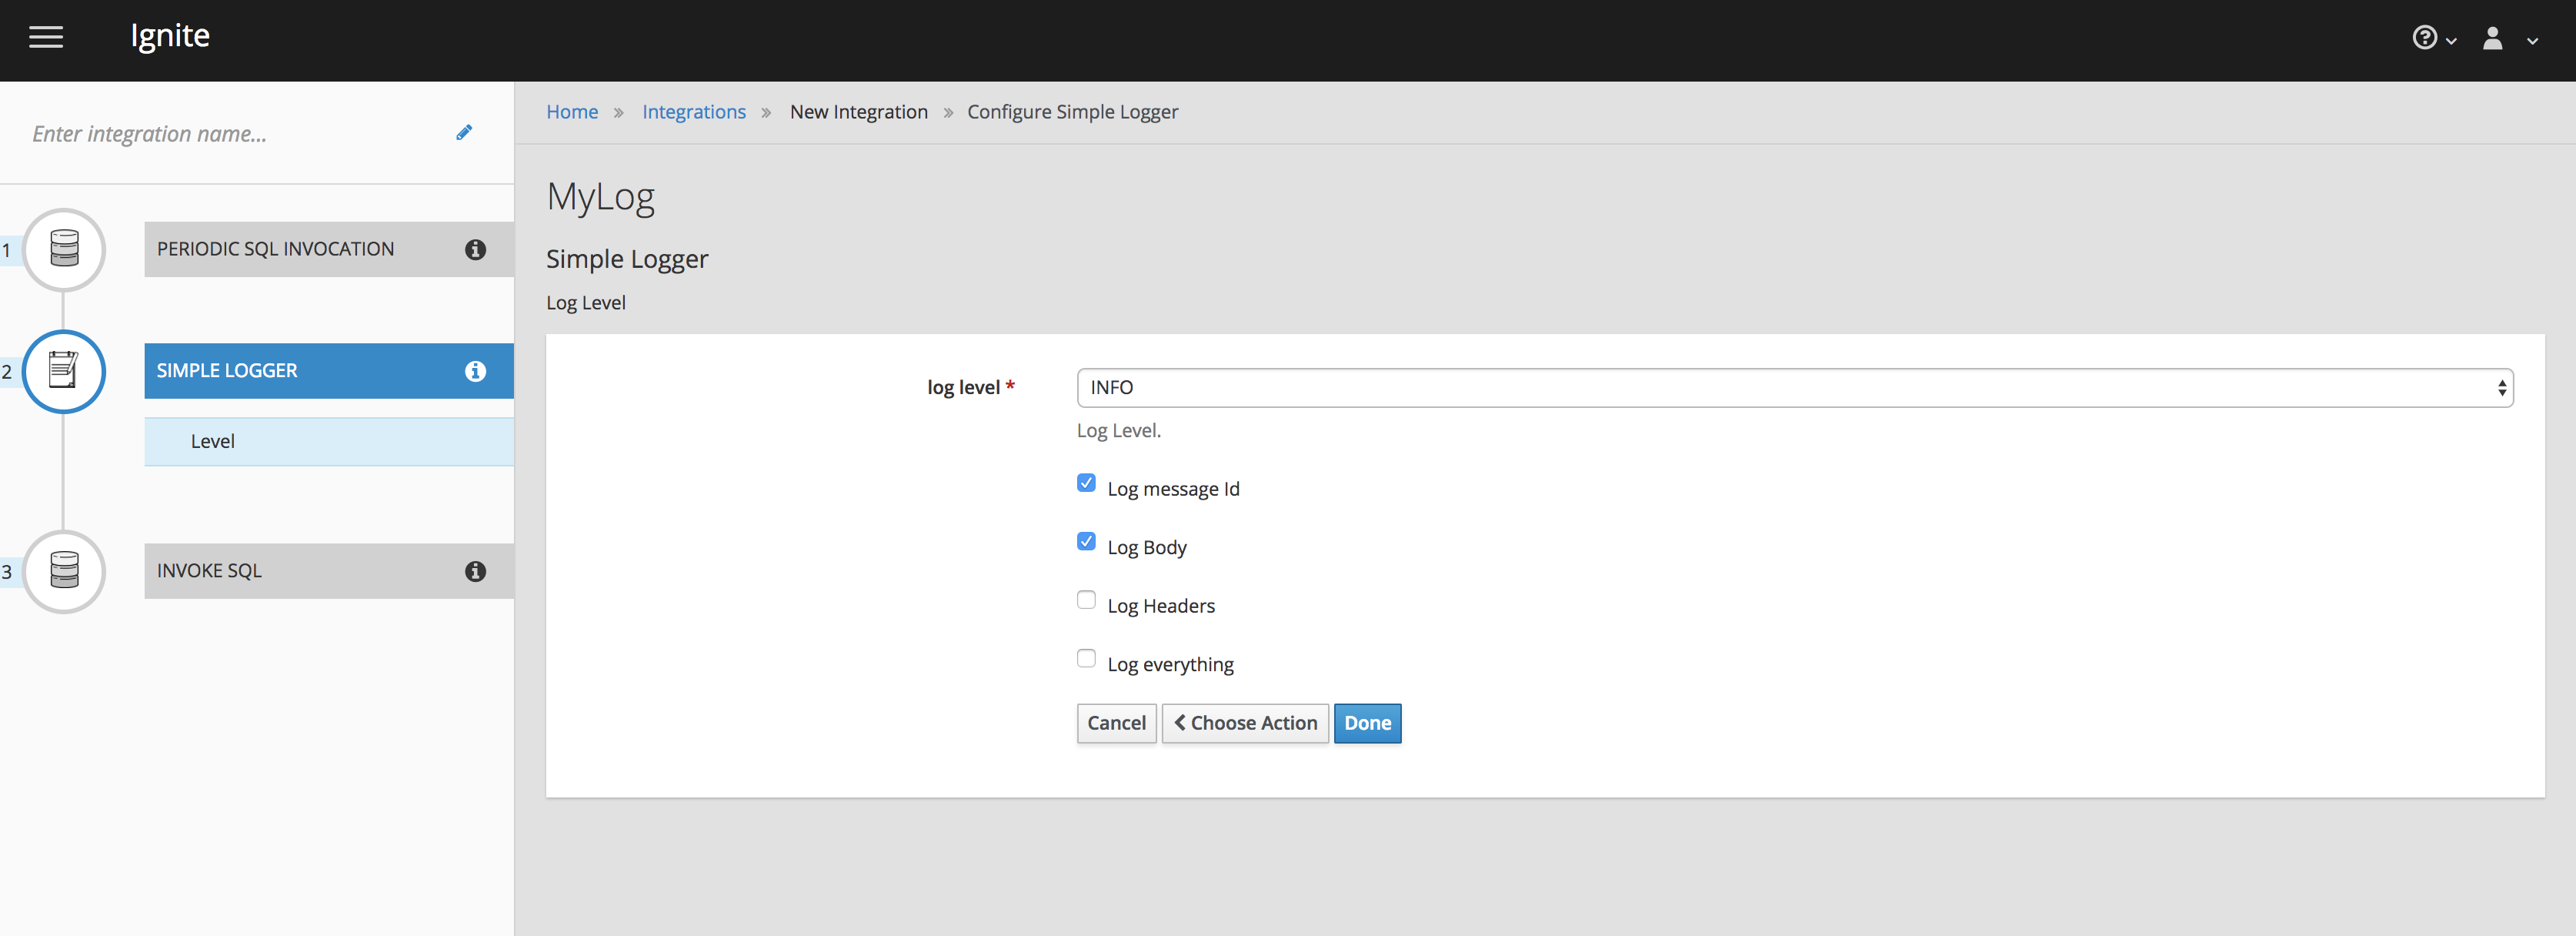 Ignite
Enter integration name...
1
PERIODIC SQL INVOCATION
2
SIMPLE LOGGER
Level
3
INVOKE SQL
Home » Integrations » New Integration » Configure Simple Logger
MyLog
Simple Logger
Log Level
log level *
INFO
Log Level.
Log message Id
Log Body
Log Headers
Log everything
Cancel
Choose Action
Done